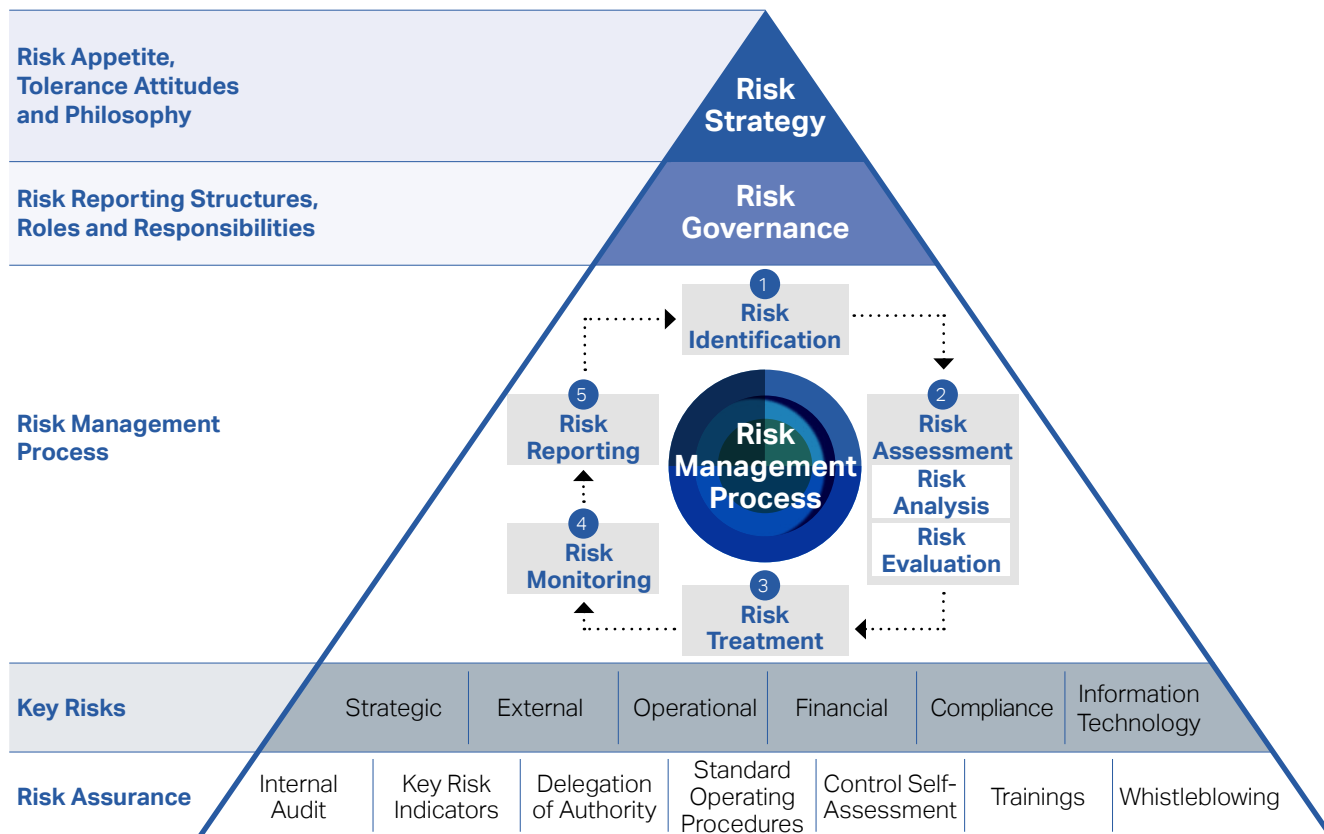 Risk Appetite,
Tolerance Attitudes
and Philosophy
Risk
Strategy
Risk Reporting Structures,
Roles and Responsibilities
Risk
Governance
Risk Management
Process
1
Risk
Identification
2
Risk
Assessment
Risk
Analysis
Risk
Evaluation
3
Risk
Treatment
4
Risk
Monitoring
5
Risk
Reporting
Risk
Management
Process
Key Risks
Strategic
External
Operational
Financial
Compliance
Information
Technology
Risk Assurance
Internal
Audit
Key Risk
Indicators
Delegation
of Authority
Standard
Operating
Procedures
Control Self-
Assessment
Trainings
Whistleblowing